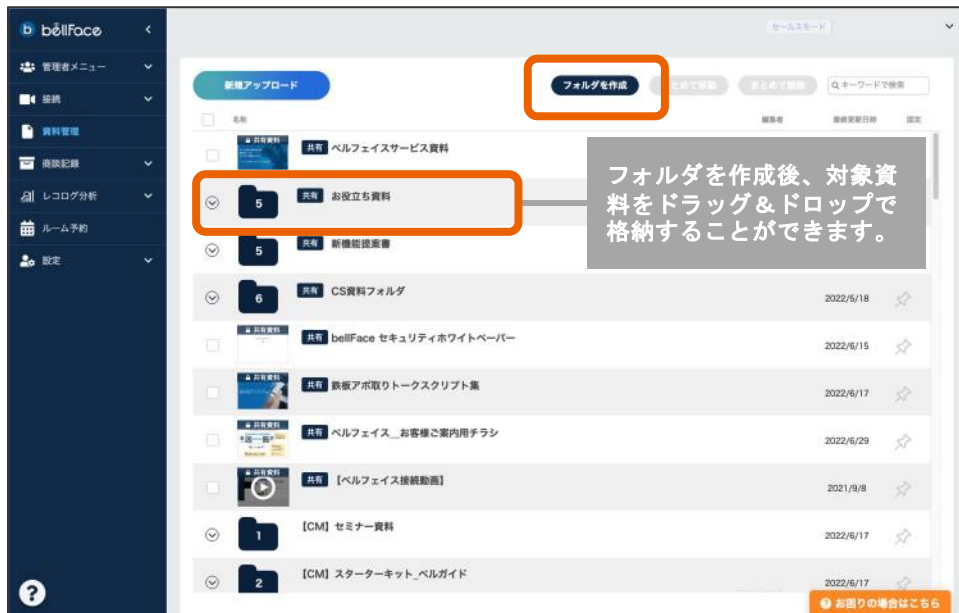 bellFace
セールスモード
管理者メニュー
接続
資料管理
商談記録
レコログ分析
ルーム予約
設定
新規アップロード
フォルダを作成
まとめて移動
まとめて削除
キーワードで検索
名称
編集者
最終更新日時
固定
共有資料
共有 ベルフェイスサービス資料
5 共有 お役立ち資料
フォルダを作成後、対象資
料をドラッグ＆ドロップで
格納することができます。
5 共有 新機能提案書
6 共有 CS資料フォルダ
2022/5/18
共有資料
共有 bellFace セキュリティホワイトペーパー
2022/6/15
共有資料
共有 鉄板アポ取りトークスクリプト集
2022/6/17
共有資料
共有 ベルフェイス__お客様ご案内用チラシ
2022/6/29
共有資料
共有 【ベルフェイス接続動画】
2021/9/8
1 【CM】セミナー資料
2022/6/17
2 【CM】スターターキット_ベルガイド
2022/6/17
?
? お困りの場合はこちら